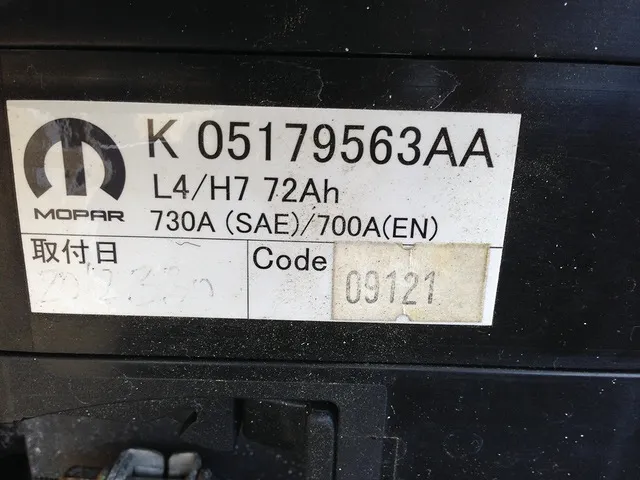 K 05179563AA
L4/H7 72Ah
MOPAR
730A (SAE)/700A(EN)
取付日
Code
09121